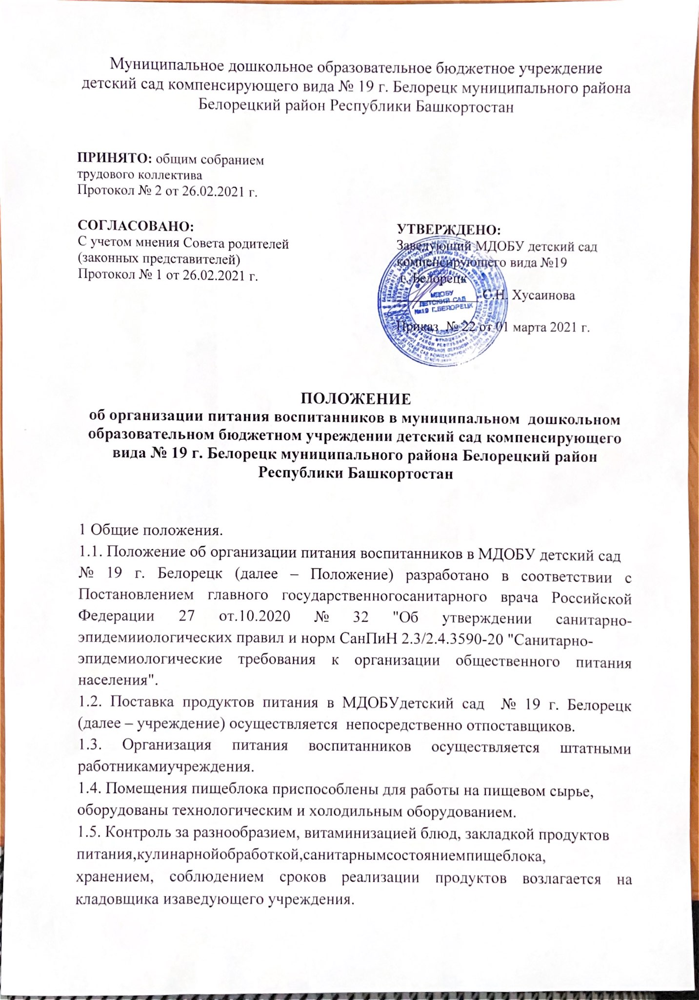 Муниципальное дошкольное образовательное бюджетное учреждение
детский сад компенсирующего вида № 19 г. Белорецк муниципального района
Белорецкий район Республики Башкортостан
ПРИНЯТО: общим собранием
трудового коллектива
Протокол № 2 от 26.02.2021 г.
СОГЛАСОВАНО:
С учетом мнения Совета родителей
(законных представителей)
Протокол № 1 от 26.02.2021 г.
УТВЕРЖДЕНО:
Заведующий МДОБУ детский сад
компенсирующего вида №19
г. Белорецк
С.Н. Хусаинова
Приказ № 22 от 01 марта 2021 г.
МДОБУ
ДЕТСКИЙ САД
№19 Г.БЕЛОРЕЦК
ПОЛОЖЕНИЕ
об организации питания воспитанников в муниципальном дошкольном
образовательном бюджетном учреждении детский сад компенсирующего
вида № 19 г. Белорецк муниципального района Белорецкий район
Республики Башкортостан
1 Общие положения.
1.1. Положение об организации питания воспитанников в МДОБУ детский сад
№ 19 г. Белорецк (далее – Положение) разработано в соответствии с
Постановлением главного государственногосанитарного врача Российской
Федерации 27 от.10.2020 № 32 "Об утверждении санитарно-
эпидемииологических правил и норм СанПиН 2.3/2.4.3590-20 "Санитарно-
эпидемиологические требования к организации общественного питания
населения".
1.2. Поставка продуктов питания в МДОБУдетский сад № 19 г. Белорецк
(далее – учреждение) осуществляется непосредственно отпоставщиков.
1.3. Организация питания воспитанников осуществляется штатными
работникамиучреждения.
1.4. Помещения пищеблока приспособлены для работы на пищевом сырье,
оборудованы технологическим и холодильным оборудованием.
1.5. Контроль за разнообразием, витаминизацией блюд, закладкой продуктов
питания,кулинарнойобработкой,санитарнымсостояниемпищеблока,
хранением, соблюдением сроков реализации продуктов возлагается на
кладовщика изаведующего учреждения.